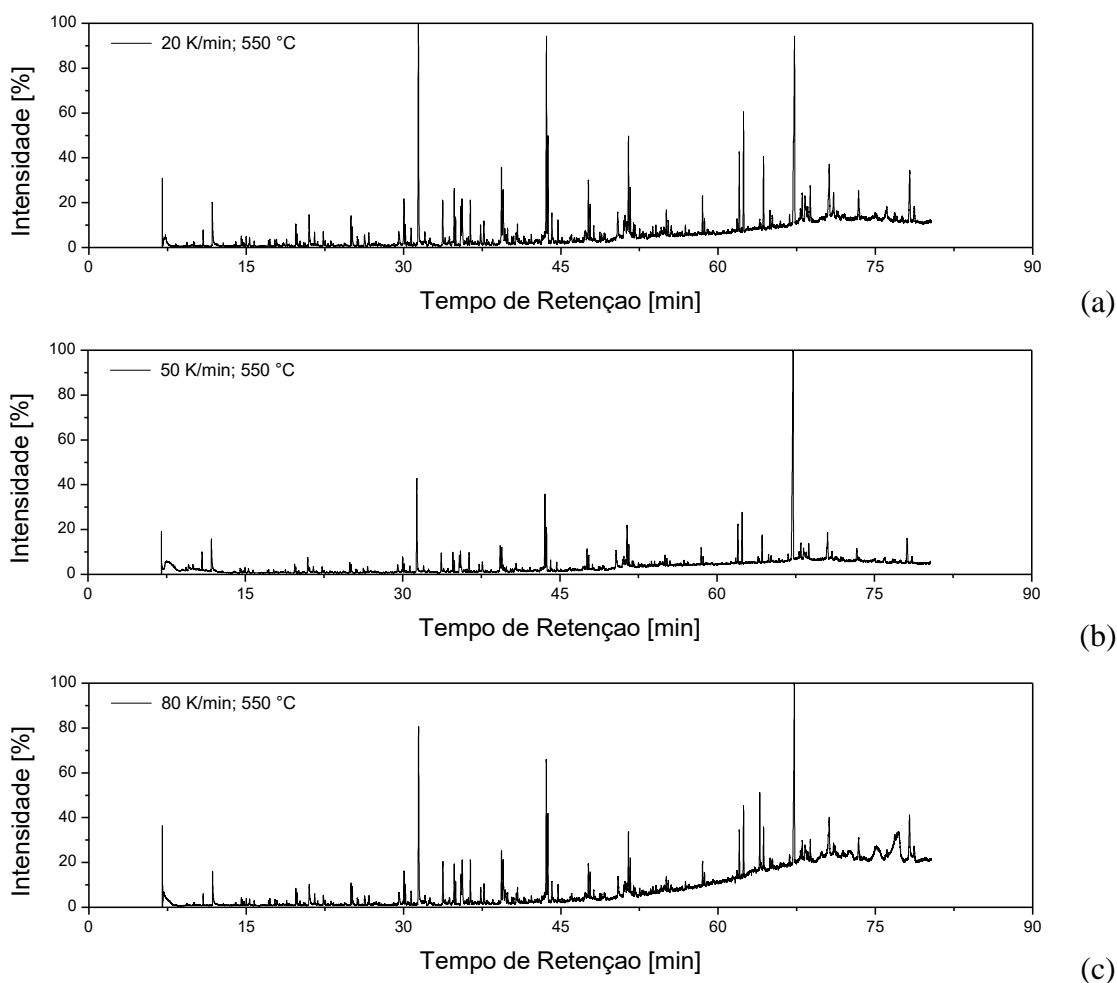 100
80
60
40
20
0
Intensidade [%]
20 K/min; 550 °C
0 15 30 45 60 75 90
Tempo de Retençao [min]
(a)
100
80
60
40
20
0
Intensidade [%]
50 K/min; 550 °C
0 15 30 45 60 75 90
Tempo de Retençao [min]
(b)
100
80
60
40
20
0
Intensidade [%]
80 K/min; 550 °C
0 15 30 45 60 75 90
Tempo de Retençao [min]
(c)